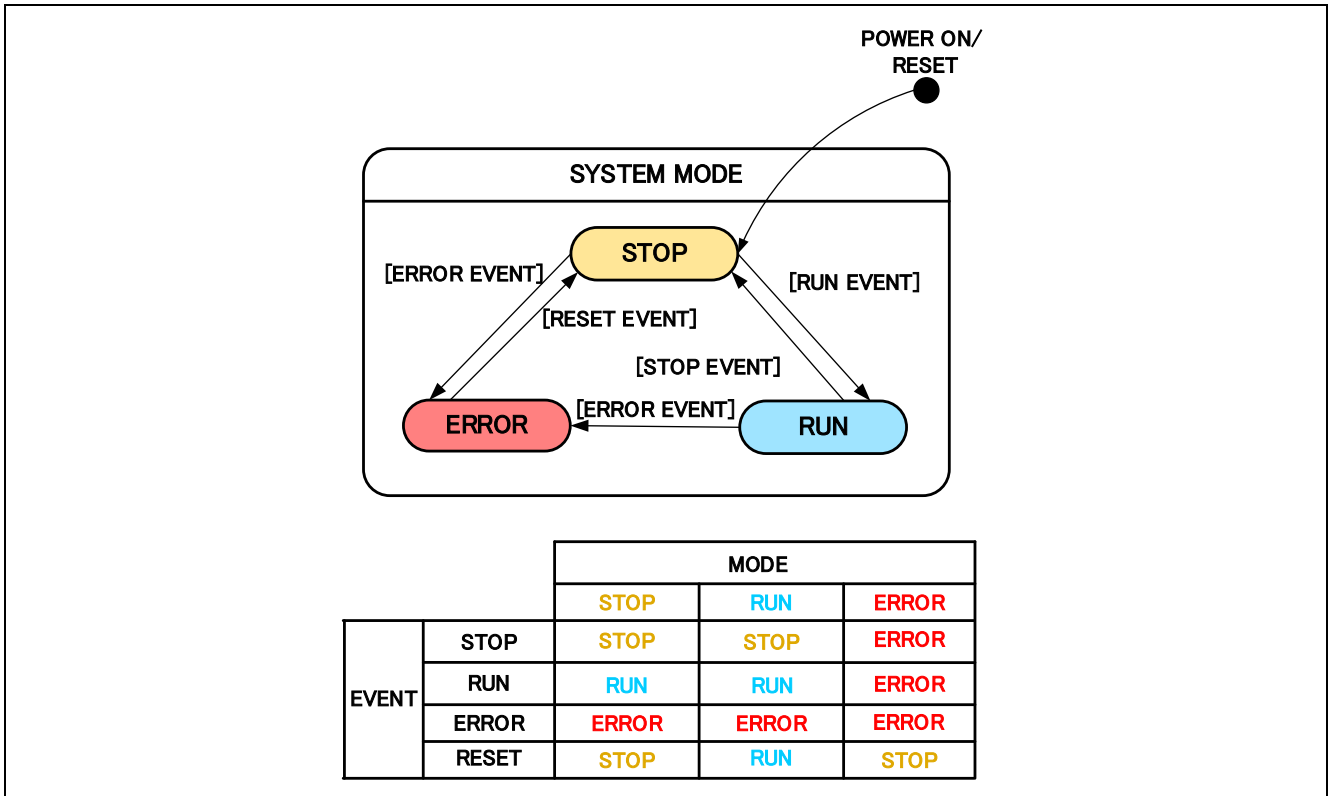 POWER ON/
RESET
SYSTEM MODE
STOP
[ERROR EVENT]
[RUN EVENT]
[RESET EVENT]
[STOP EVENT]
[ERROR EVENT]
ERROR
RUN
MODE
STOP RUN ERROR
EVENT
STOP STOP STOP ERROR
RUN RUN RUN ERROR
ERROR ERROR ERROR ERROR
RESET STOP RUN STOP